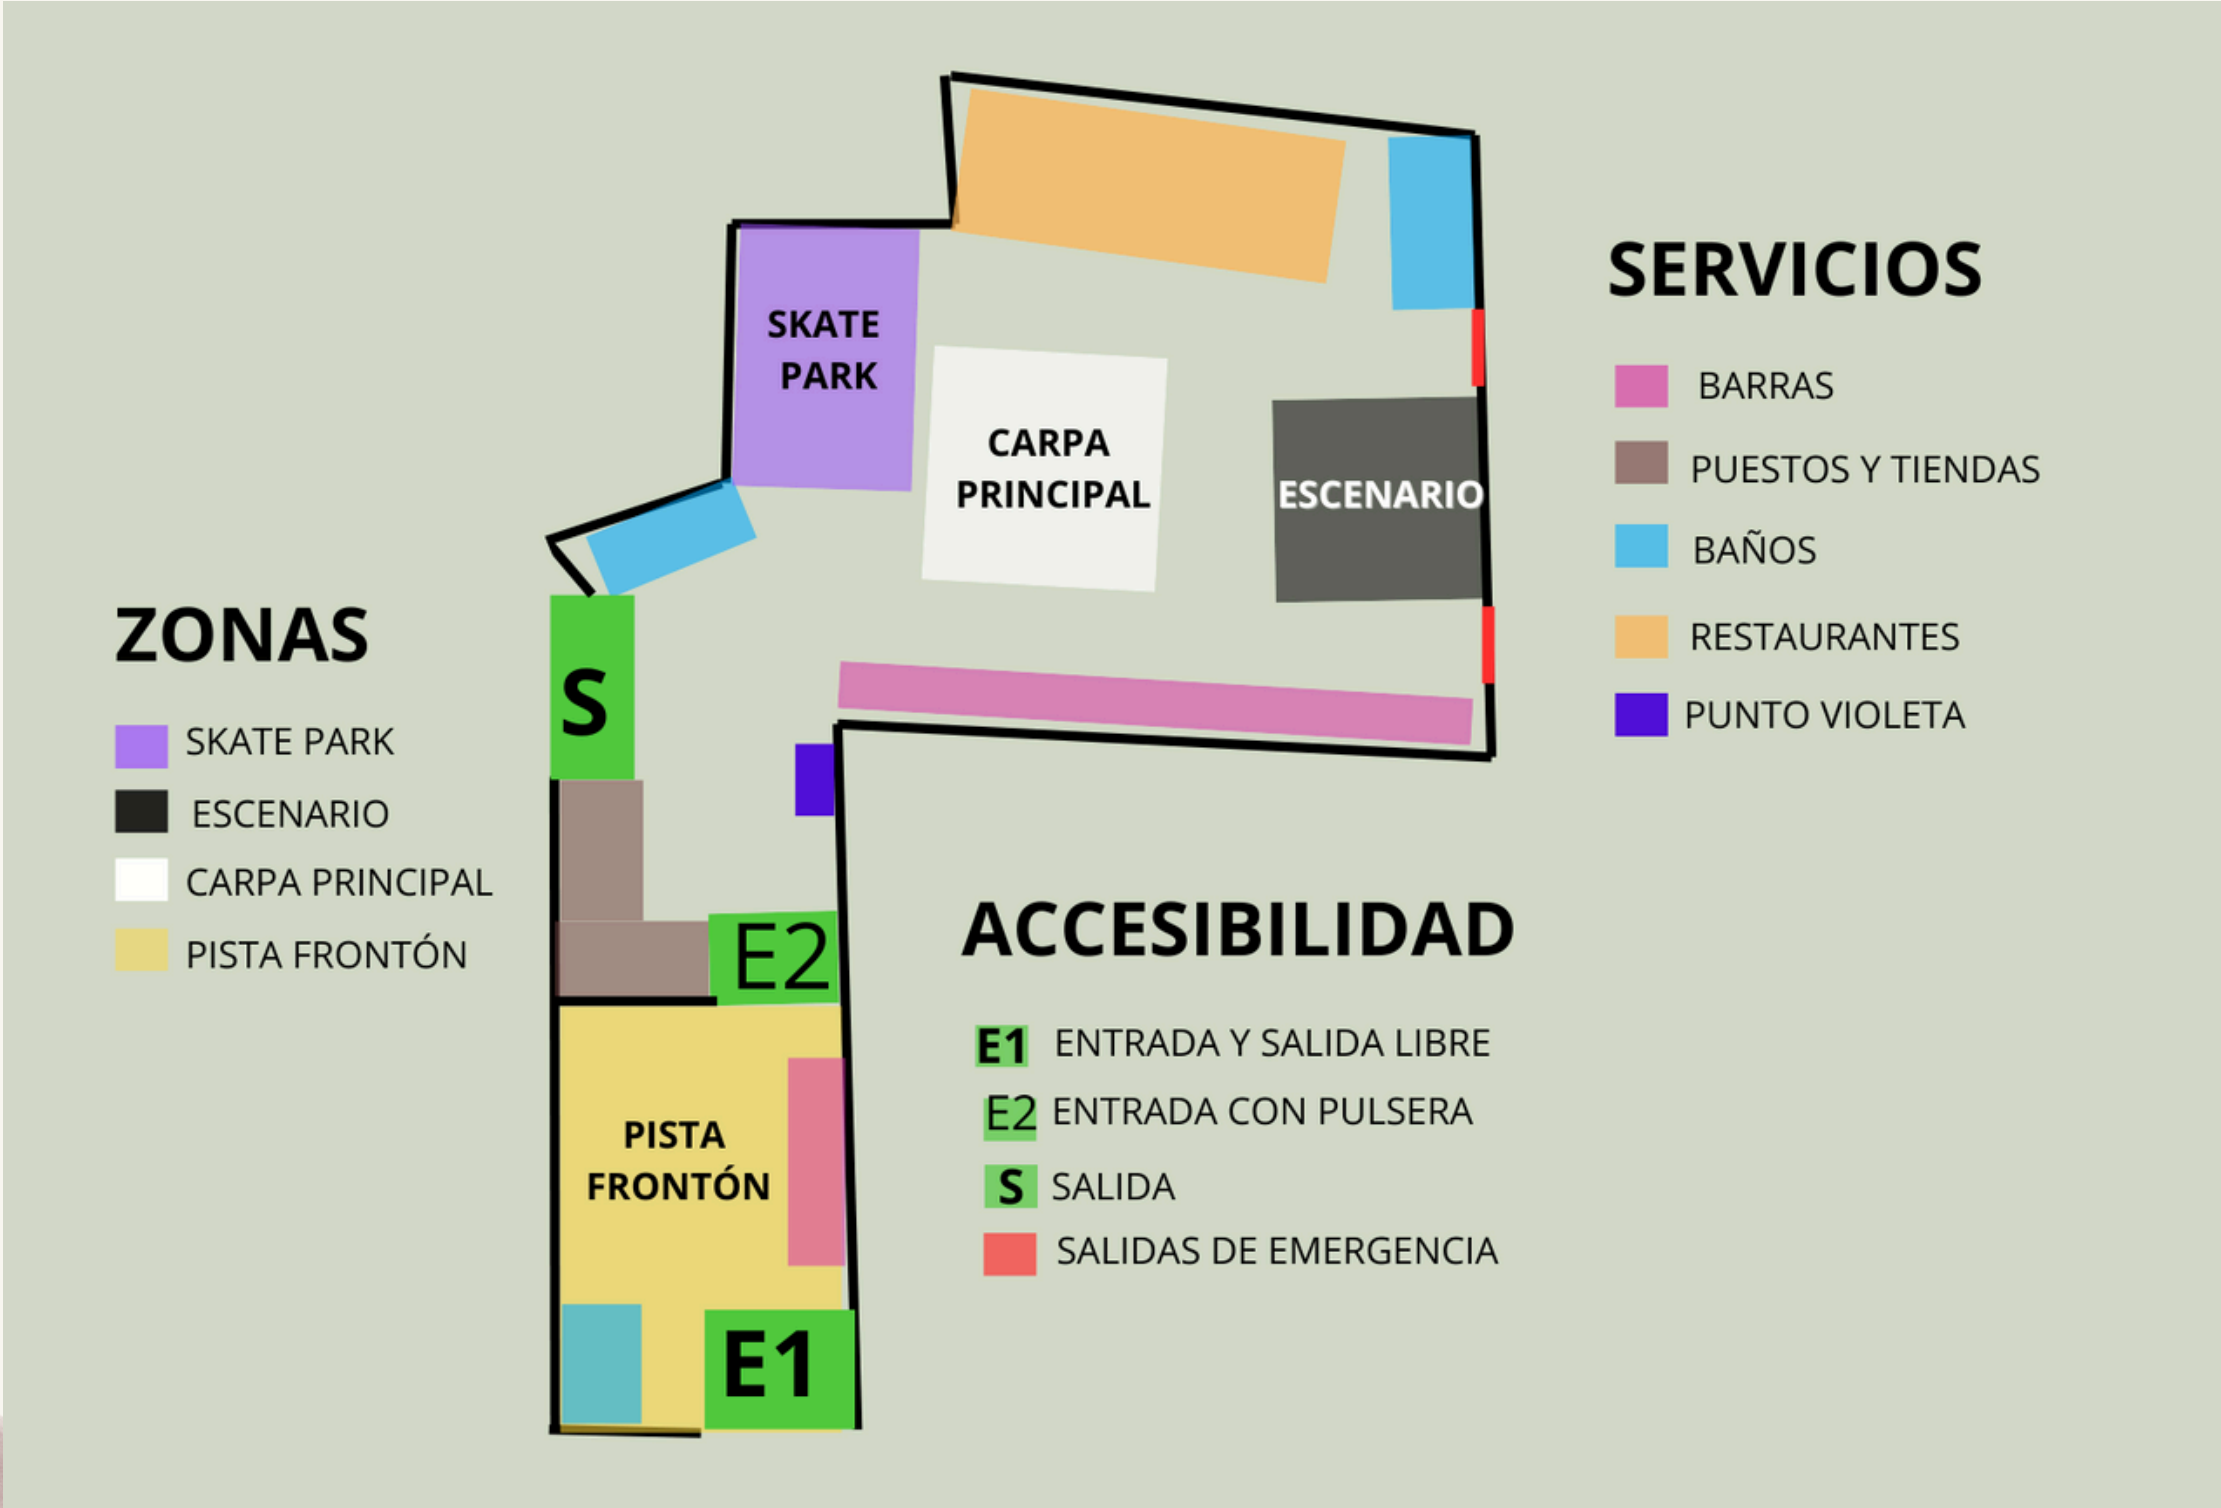 SKATE
PARK
CARPA
PRINCIPAL
ESCENARIO
S
E2
PISTA
FRONTÓN
E1
ZONAS
SKATE PARK
ESCENARIO
CARPA PRINCIPAL
PISTA FRONTÓN
SERVICIOS
BARRAS
PUESTOS Y TIENDAS
BAÑOS
RESTAURANTES
PUNTO VIOLETA
ACCESIBILIDAD
E1 ENTRADA Y SALIDA LIBRE
E2 ENTRADA CON PULSERA
S SALIDA
SALIDAS DE EMERGENCIA